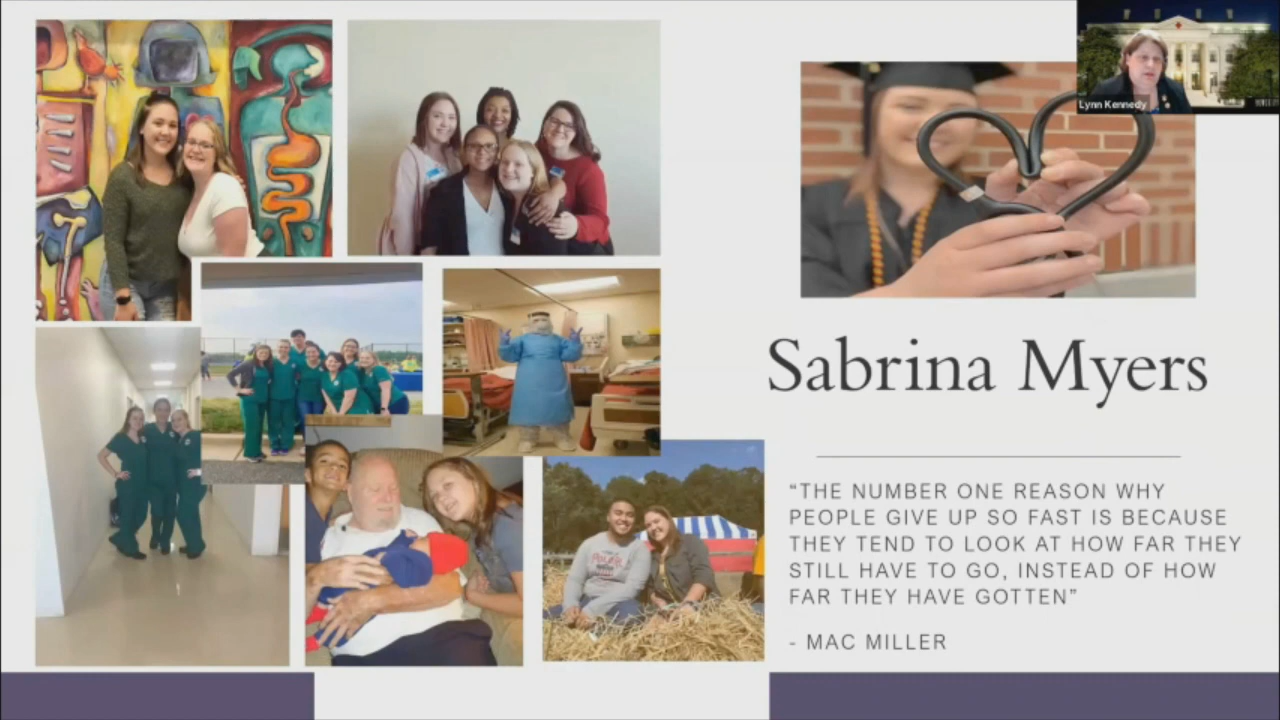 Lynn Kennedy
Sabrina Myers
“THE NUMBER ONE REASON WHY
PEOPLE GIVE UP SO FAST IS BECAUSE
THEY TEND TO LOOK AT HOW FAR THEY
STILL HAVE TO GO, INSTEAD OF HOW
FAR THEY HAVE GOTTEN”
- MAC MILLER